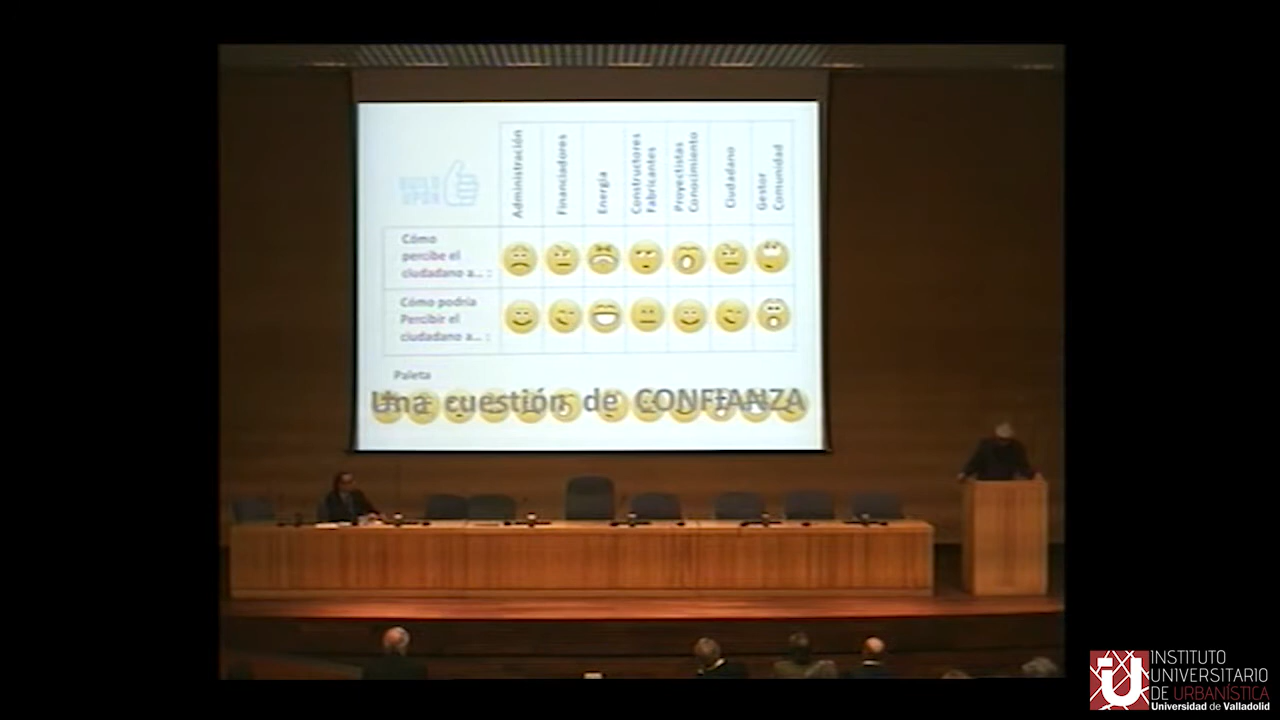 Administración
Financiadores
Energía
Constructores
Fabricantes
Proyectistas
Conocimiento
Ciudadano
Gestor
Comunidad
Cómo
percibe el
ciudadano a... :
Cómo podría
Percibir el
ciudadano a... :
Paleta
Una cuestión de CONFIANZA
INSTITUTO
UNIVERSITARIO
DE URBANÍSTICA
Universidad de Valladolid